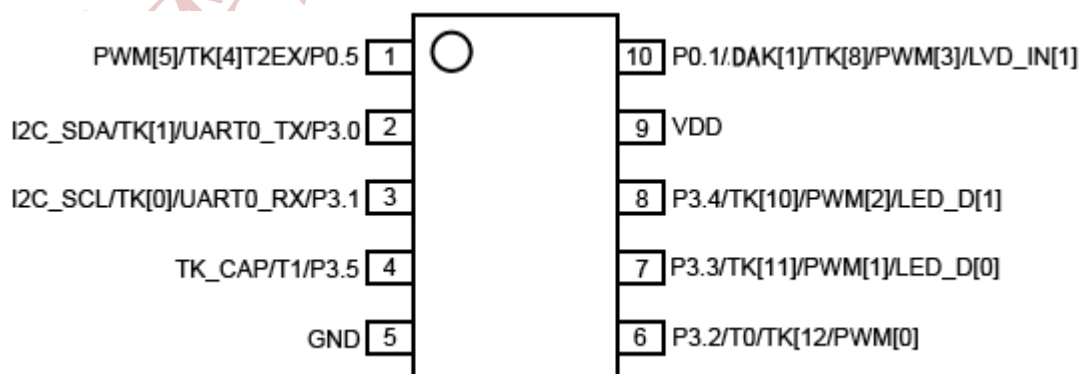 PWM[5]/TK[4]T2EX/P0.5 1 10 P0.1/.DAK[1]/TK[8]/PWM[3]/LVD_IN[1]
I2C_SDA/TK[1]/UART0_TX/P3.0 2 9 VDD
I2C_SCL/TK[0]/UART0_RX/P3.1 3 8 P3.4/TK[10]/PWM[2]/LED_D[1]
TK_CAP/T1/P3.5 4 7 P3.3/TK[11]/PWM[1]/LED_D[0]
GND 5 6 P3.2/T0/TK[12/PWM[0]